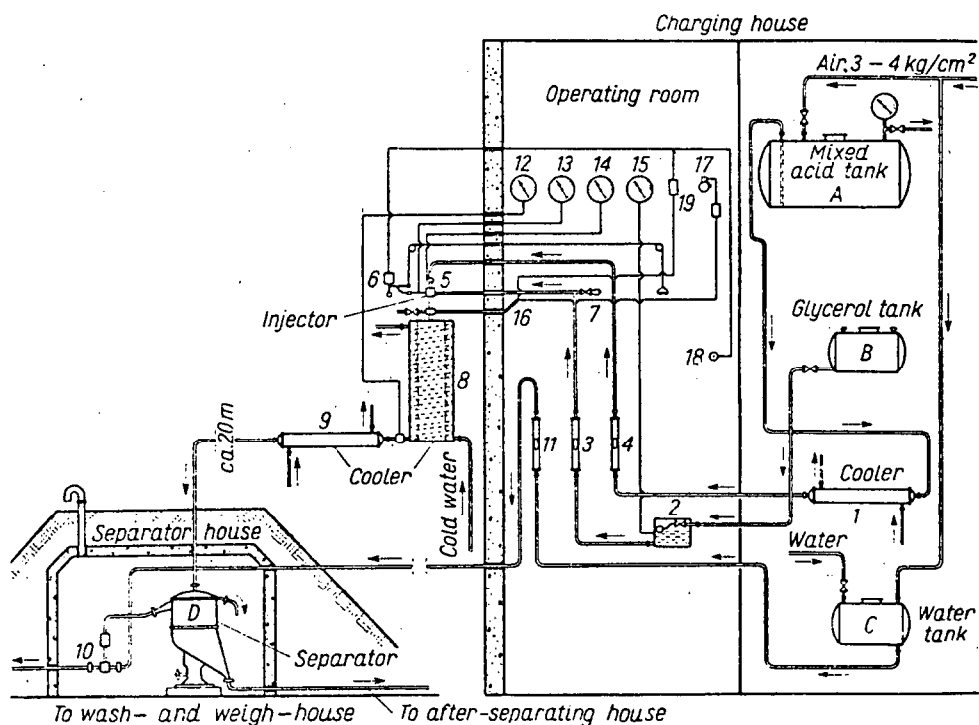 Charging house
Air, 3 – 4 kg/cm²
Operating room
Mixed
acid tank
A
12
13
14
15
17
19
6
5
Injector
16
7
18
Glycerol tank
B
8
9
ca. 20 m
Cooler
Cold water
11
3
4
Cooler
1
2
Separator house
Water
C
Water
tank
D
10
Separator
To wash– and weigh–house
To after–separating house